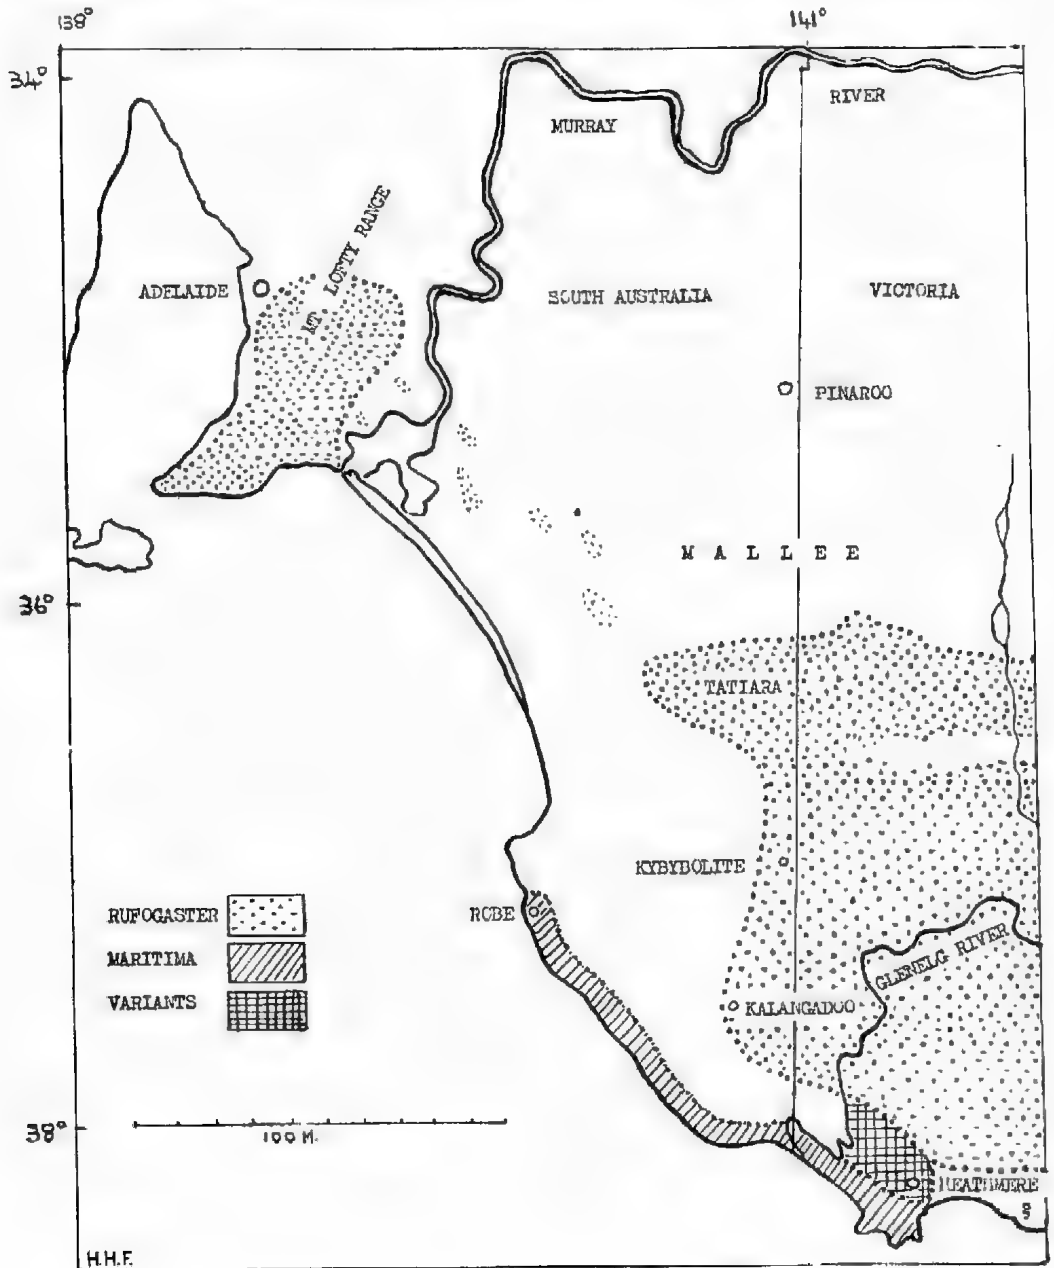 138° 141°
34°
RIVER
MURRAY
MT LOFTY RANGE
ADELAIDE
SOUTH AUSTRALIA
VICTORIA
PINAROO
MALLEE
36°
TATIARA
KYBYBOLITE
RUFOGASTER
ROBE
MARITIMA
GLENELG RIVER
VARIANTS
KALANGADOO
38°
100 M.
HEATHMERE
H.H.F.